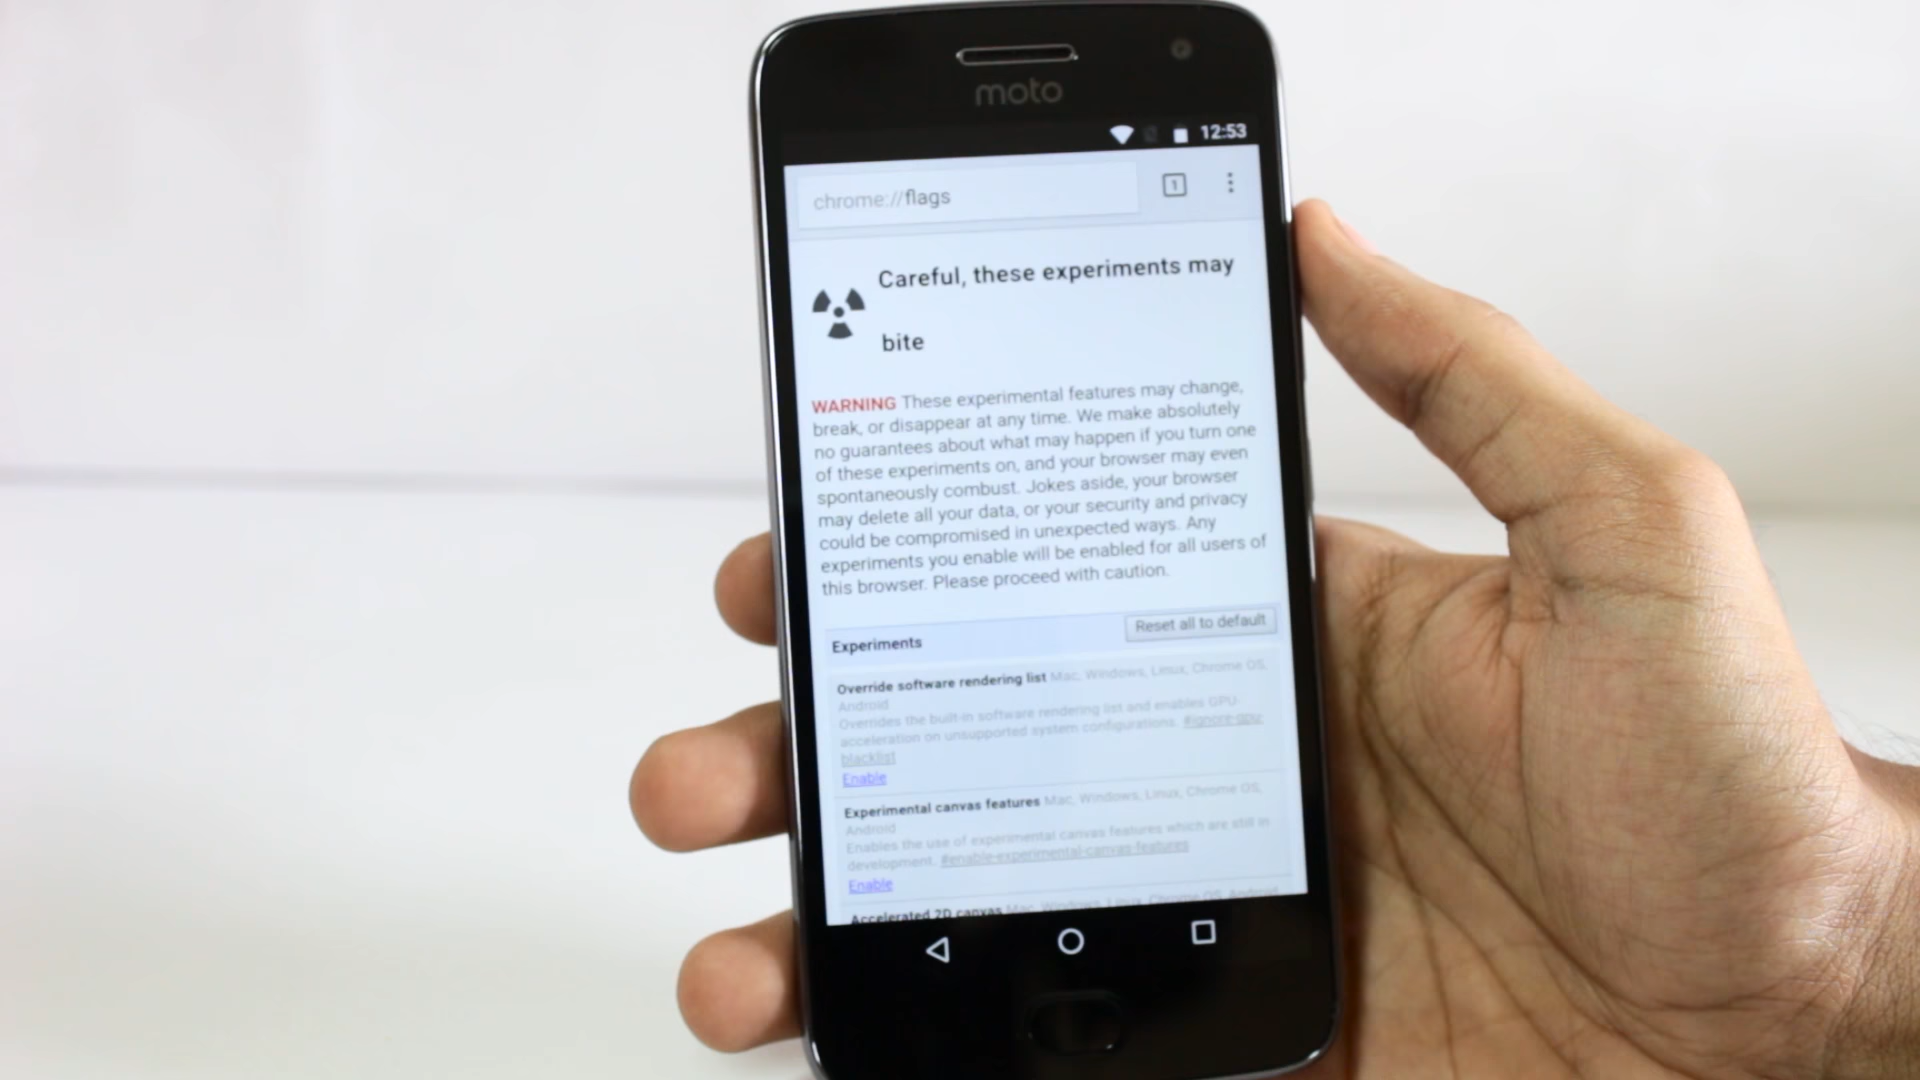 moto
12:53
chrome://flags
1
Careful, these experiments may
bite
WARNING These experimental features may change,
break, or disappear at any time. We make absolutely
no guarantees about what may happen if you turn one
of these experiments on, and your browser may even
spontaneously combust. Jokes aside, your browser
may delete all your data, or your security and privacy
could be compromised in unexpected ways. Any
experiments you enable will be enabled for all users of
this browser. Please proceed with caution.
Experiments
Reset all to default
Override software rendering list Mac, Windows, Linux, Chrome OS,
Android
Overrides the built-in software rendering list and enables GPU-
acceleration on unsupported system configurations. #ignore-gpu-
blacklist
Enable
Experimental canvas features Mac, Windows, Linux, Chrome OS,
Android
Enables the use of experimental canvas features which are still in
development. #enable-experimental-canvas-features
Enable
Accelerated 2D canvas Mac, Windows, Linux, Chrome OS, Android